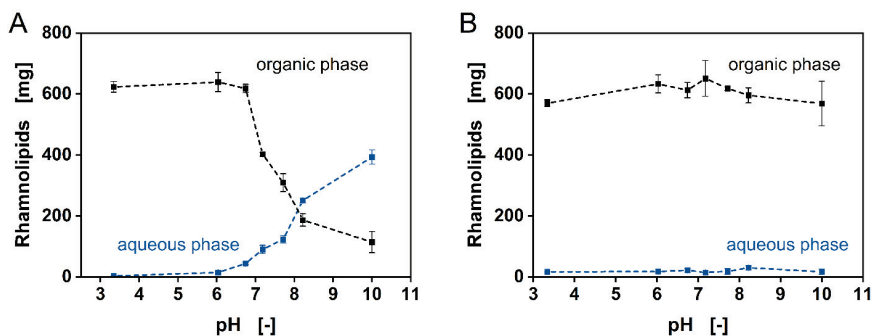 A
Rhamnolipids [mg]
800
600
400
200
0
organic phase
aqueous phase
3 4 5 6 7 8 9 10 11
pH [-]
B
Rhamnolipids [mg]
800
600
400
200
0
organic phase
aqueous phase
3 4 5 6 7 8 9 10 11
pH [-]